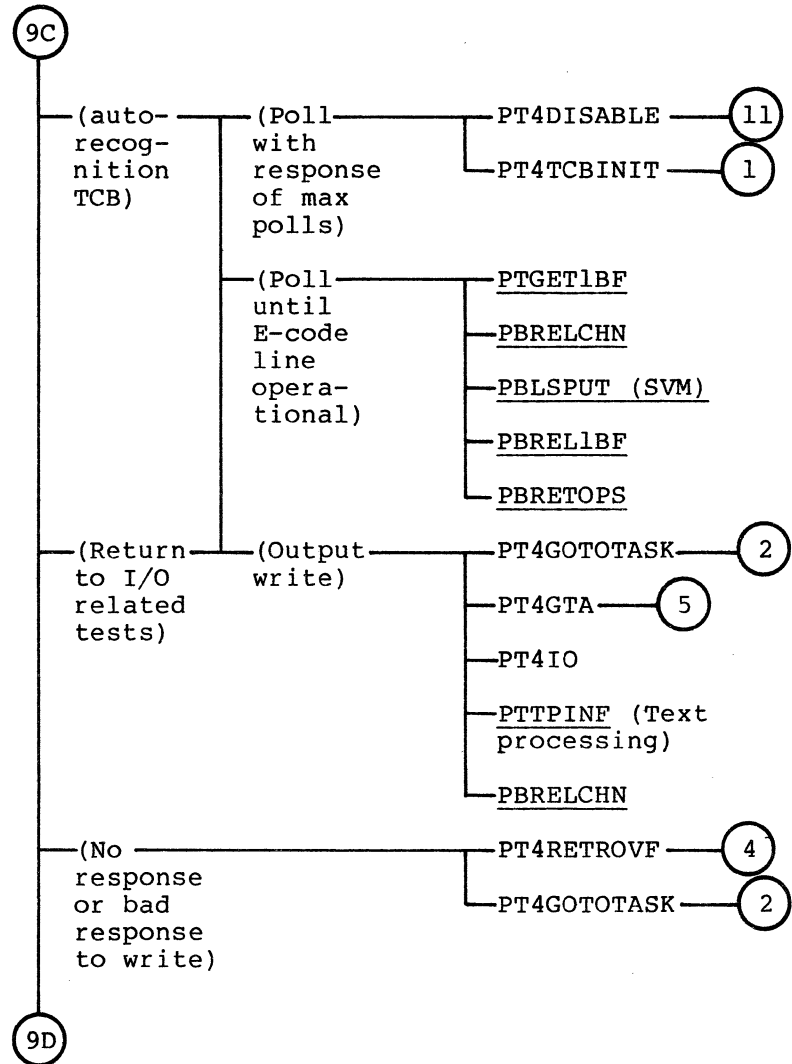 9C
(auto-
recog-
nition
TCB)
(Poll
with
response
of max
polls)
PT4DISABLE
11
PT4TCBINIT
1
(Poll
until
E-code
line
opera-
tional)
PTGET1BF
PBRELCHN
PBLSPUT (SVM)
PBREL1BF
PBRETOPS
(Return
to I/O
related
tests)
(Output
write)
PT4GOTOTASK
2
PT4GTA
5
PT4IO
PTTPINF (Text
processing)
PBRELCHN
(No
response
or bad
response
to write)
PT4RETROVF
4
PT4GOTOTASK
2
9D